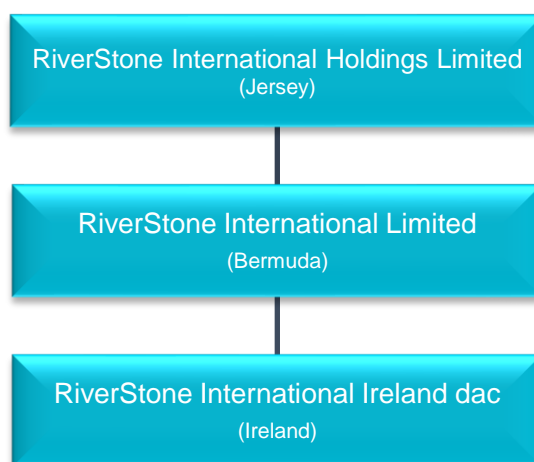 RiverStone International Holdings Limited
(Jersey)
RiverStone International Limited
(Bermuda)
RiverStone International Ireland dac
(Ireland)